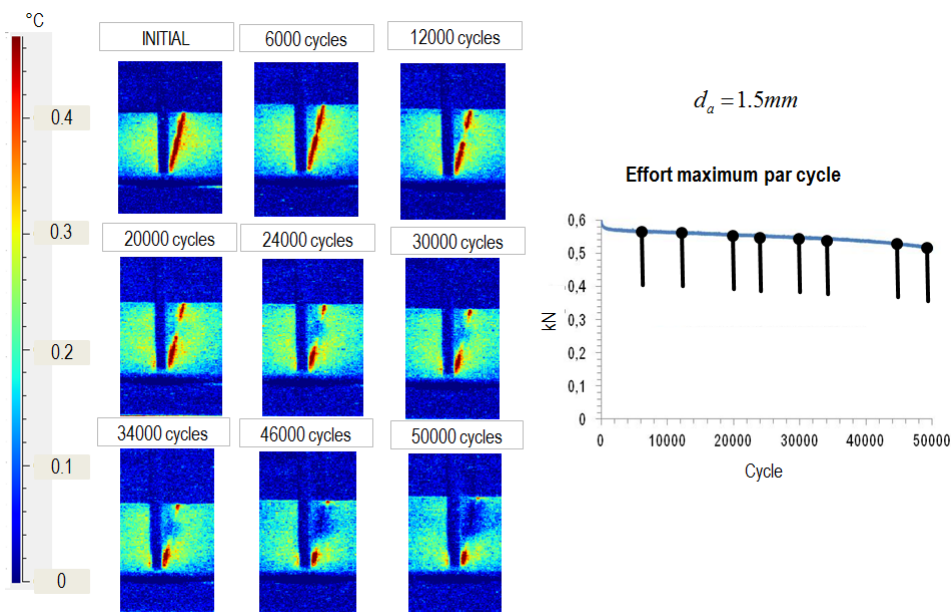 °C
0.4
0.3
0.2
0.1
0
INITIAL
6000 cycles
12000 cycles
20000 cycles
24000 cycles
30000 cycles
34000 cycles
46000 cycles
50000 cycles
dₐ = 1.5mm
Effort maximum par cycle
0,6
0,5
0,4
0,3
0,2
0,1
0
kN
0 10000 20000 30000 40000 50000
Cycle